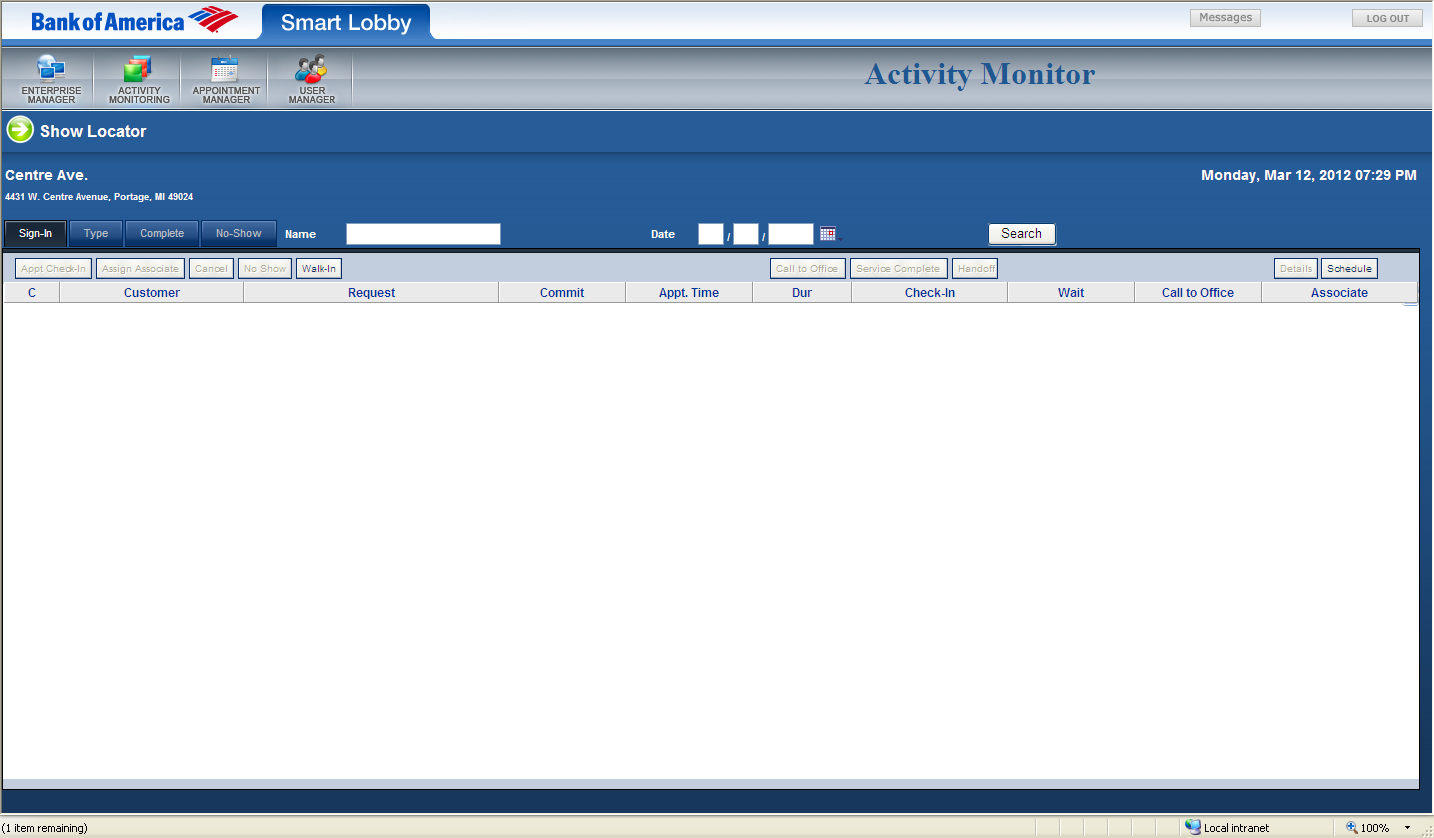 Bank of America Smart Lobby Messages LOG OUT
ENTERPRISE MANAGER
ACTIVITY MONITORING
APPOINTMENT MANAGER
USER MANAGER
Activity Monitor
Show Locator
Centre Ave. Monday, Mar 12, 2012 07:29 PM
4431 W. Centre Avenue, Portage, MI 49024
Sign-In Type Complete No-Show Name Date / / Search
Appt Check-In Assign Associate Cancel No Show Walk-In Call to Office Service Complete Handoff Details Schedule
C Customer Request Commit Appt. Time Dur Check-In Wait Call to Office Associate
(1 item remaining) Local intranet 100%